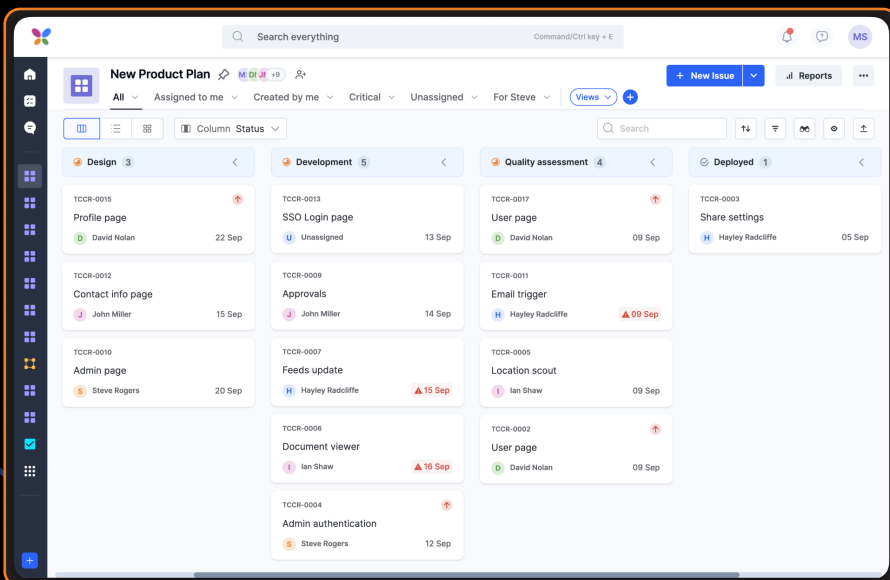 Search everything
Command/Ctrl key + E
MS
New Product Plan
M: DI JI +9
New Issue
Reports
All
Assigned to me
Created by me
Critical
Unassigned
For Steve
Views
Column Status
Search
Design 3
TCCR-0015
Profile page
D David Nolan 22 Sep
TCCR-0012
Contact info page
J John Miller 15 Sep
TCCR-0010
Admin page
S Steve Rogers 20 Sep
Development 5
TCCR-0013
SSO Login page
U Unassigned 13 Sep
TCCR-0009
Approvals
J John Miller 14 Sep
TCCR-0007
Feeds update
H Hayley Radcliffe 15 Sep
TCCR-0006
Document viewer
I Ian Shaw 16 Sep
TCCR-0004
Admin authentication
S Steve Rogers 12 Sep
Quality assessment 4
TCCR-0017
User page
D David Nolan 09 Sep
TCCR-0011
Email trigger
H Hayley Radcliffe 09 Sep
TCCR-0005
Location scout
I Ian Shaw 09 Sep
TCCR-0002
User page
D David Nolan 09 Sep
Deployed 1
TCCR-0003
Share settings
H Hayley Radcliffe 05 Sep